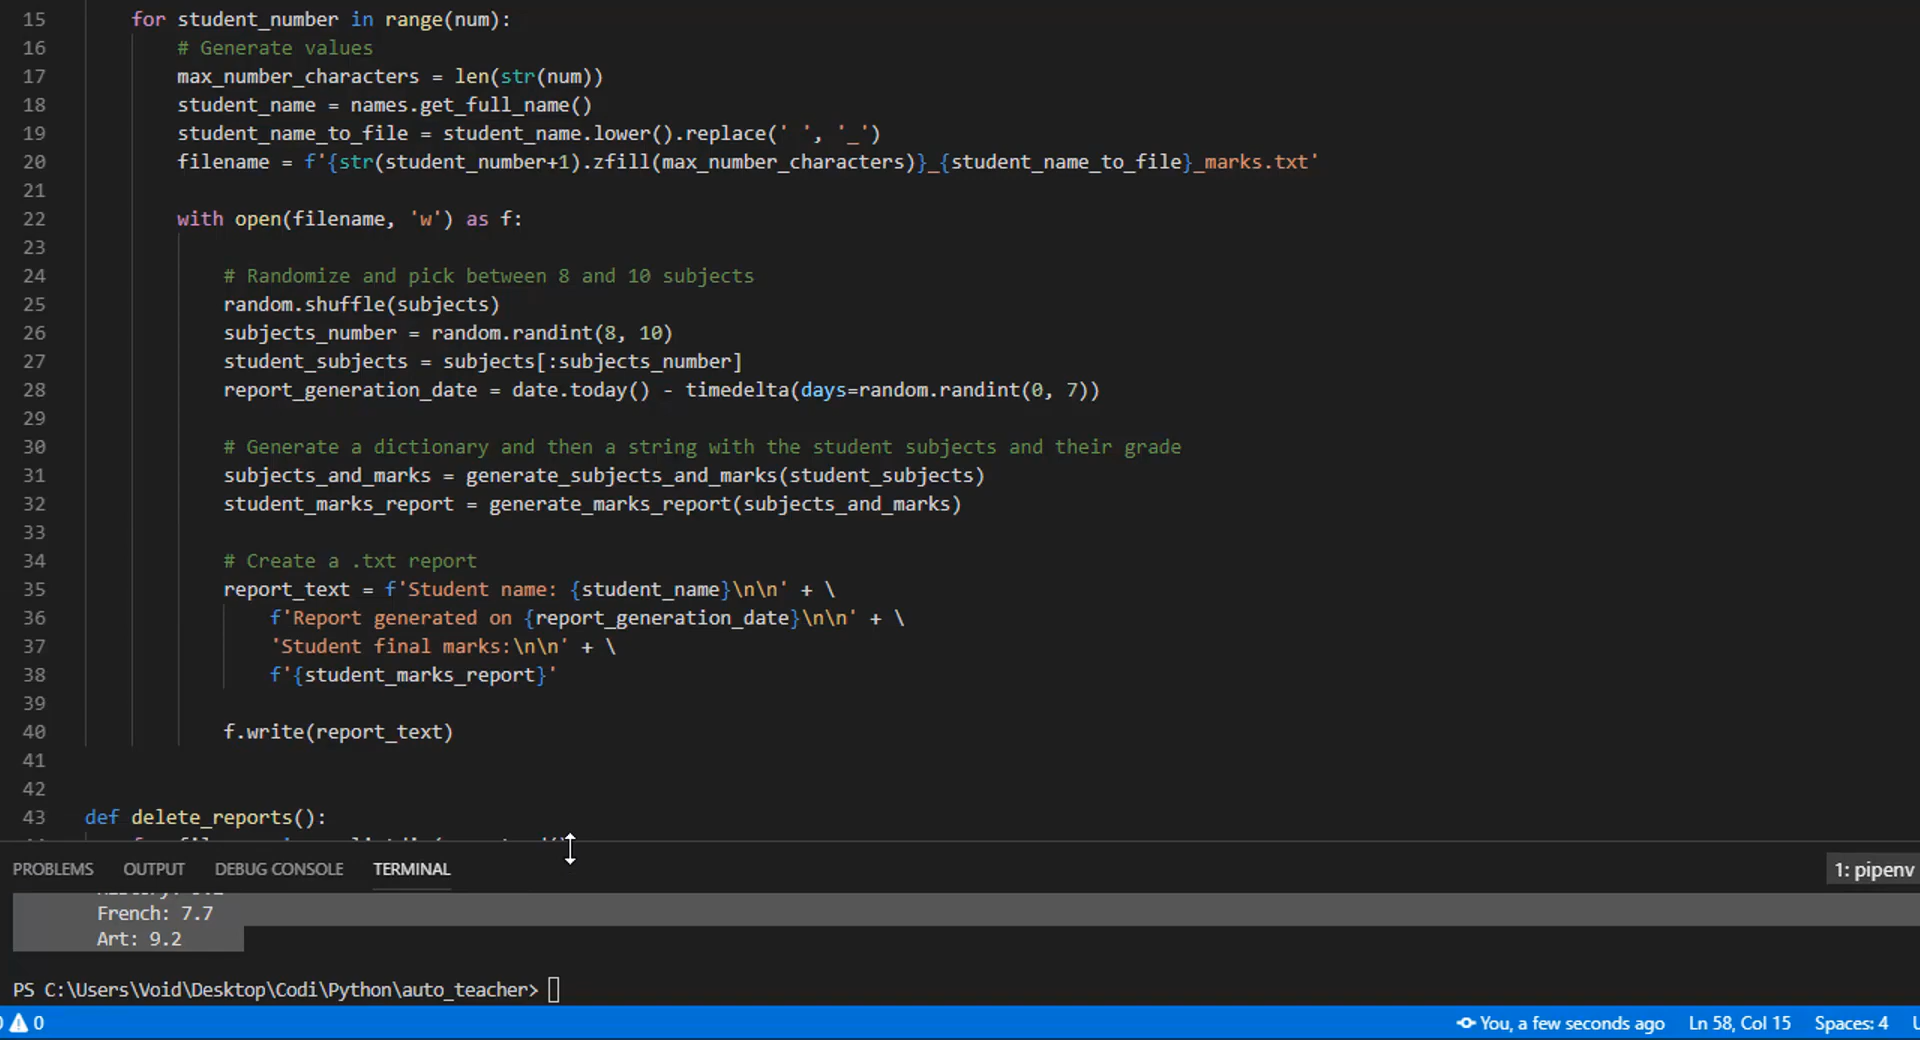 15 for student_number in range(num):
16 # Generate values
17 max_number_characters = len(str(num))
18 student_name = names.get_full_name()
19 student_name_to_file = student_name.lower().replace(' ', '_')
20 filename = f'{str(student_number+1).zfill(max_number_characters)}_{student_name_to_file}_marks.txt'
21
22 with open(filename, 'w') as f:
23
24 # Randomize and pick between 8 and 10 subjects
25 random.shuffle(subjects)
26 subjects_number = random.randint(8, 10)
27 student_subjects = subjects[:subjects_number]
28 report_generation_date = date.today() - timedelta(days=random.randint(0, 7))
29
30 # Generate a dictionary and then a string with the student subjects and their grade
31 subjects_and_marks = generate_subjects_and_marks(student_subjects)
32 student_marks_report = generate_marks_report(subjects_and_marks)
33
34 # Create a .txt report
35 report_text = f'Student name: {student_name}\n\n' + \
36 f'Report generated on {report_generation_date}\n\n' + \
37 'Student final marks:\n\n' + \
38 f'{student_marks_report}'
39
40 f.write(report_text)
41
42
43 def delete_reports():
PROBLEMS OUTPUT DEBUG CONSOLE TERMINAL 1: pipenv
French: 7.7
Art: 9.2
PS C:\Users\Void\Desktop\Codi\Python\auto_teacher>
0 You, a few seconds ago Ln 58, Col 15 Spaces: 4